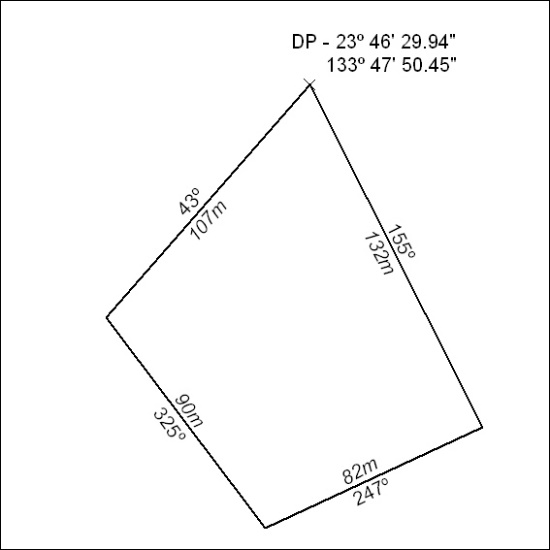 DP - 23º 46' 29.94"
133º 47' 50.45"
43º
107m
155º
132m
90m
325º
82m
247º